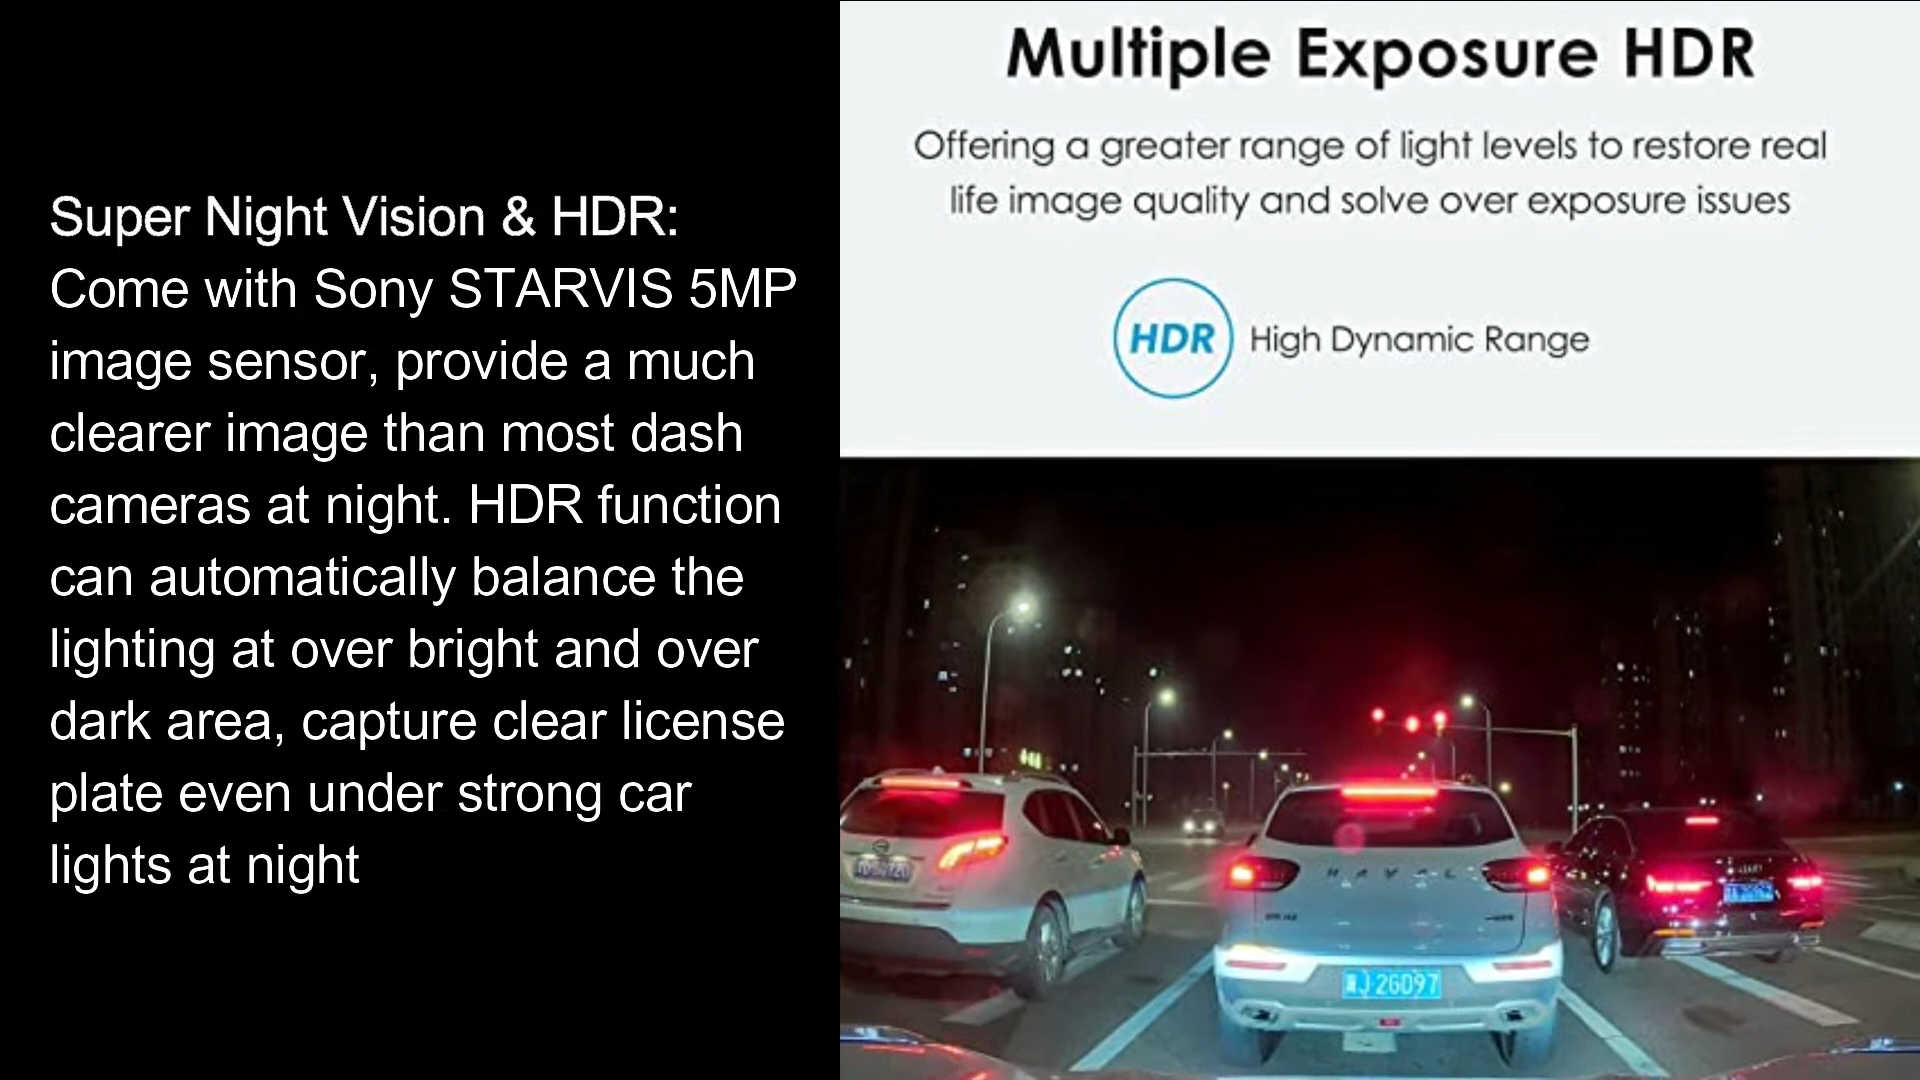 Super Night Vision & HDR:
Come with Sony STARVIS 5MP
image sensor, provide a much
clearer image than most dash
cameras at night. HDR function
can automatically balance the
lighting at over bright and over
dark area, capture clear license
plate even under strong car
lights at night
Multiple Exposure HDR
Offering a greater range of light levels to restore real
life image quality and solve over exposure issues
HDR High Dynamic Range
HAVAL
J·2G097